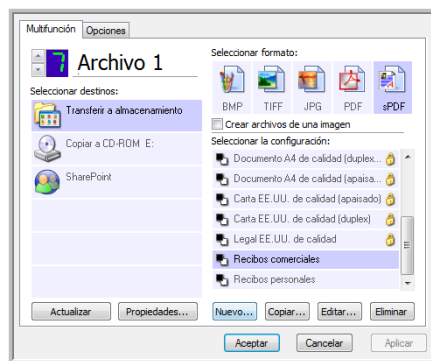 Multifunción
Opciones
7
Archivo 1
Seleccionar destinos:
Transferir a almacenamiento
Copiar a CD-ROM E:
SharePoint
Actualizar
Propiedades...
Seleccionar formato:
BMP
TIFF
JPG
PDF
sPDF
Crear archivos de una imagen
Seleccionar la configuración:
Documento A4 de calidad (duplex...
Documento A4 de calidad (apaisa...
Carta EE.UU. de calidad (apaisado)
Carta EE.UU. de calidad (duplex)
Legal EE.UU. de calidad
Recibos comerciales
Recibos personales
Nuevo...
Copiar...
Editar...
Eliminar
Aceptar
Cancelar
Aplicar